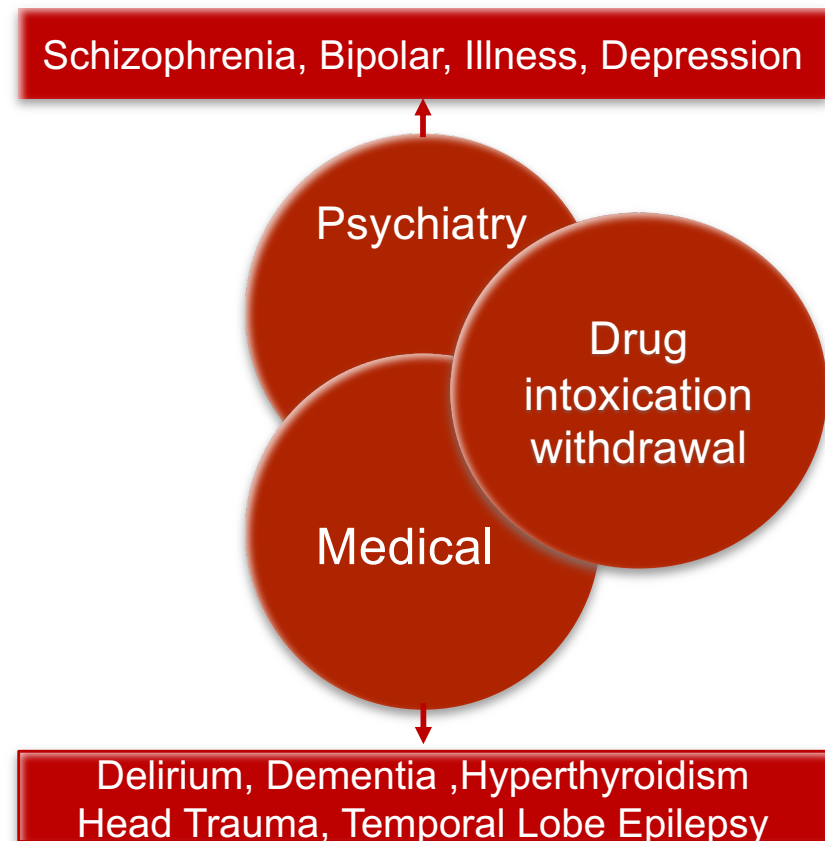 Schizophrenia, Bipolar, Illness, Depression
Psychiatry
Drug
intoxication
withdrawal
Medical
Delirium, Dementia ,Hyperthyroidism
Head Trauma, Temporal Lobe Epilepsy